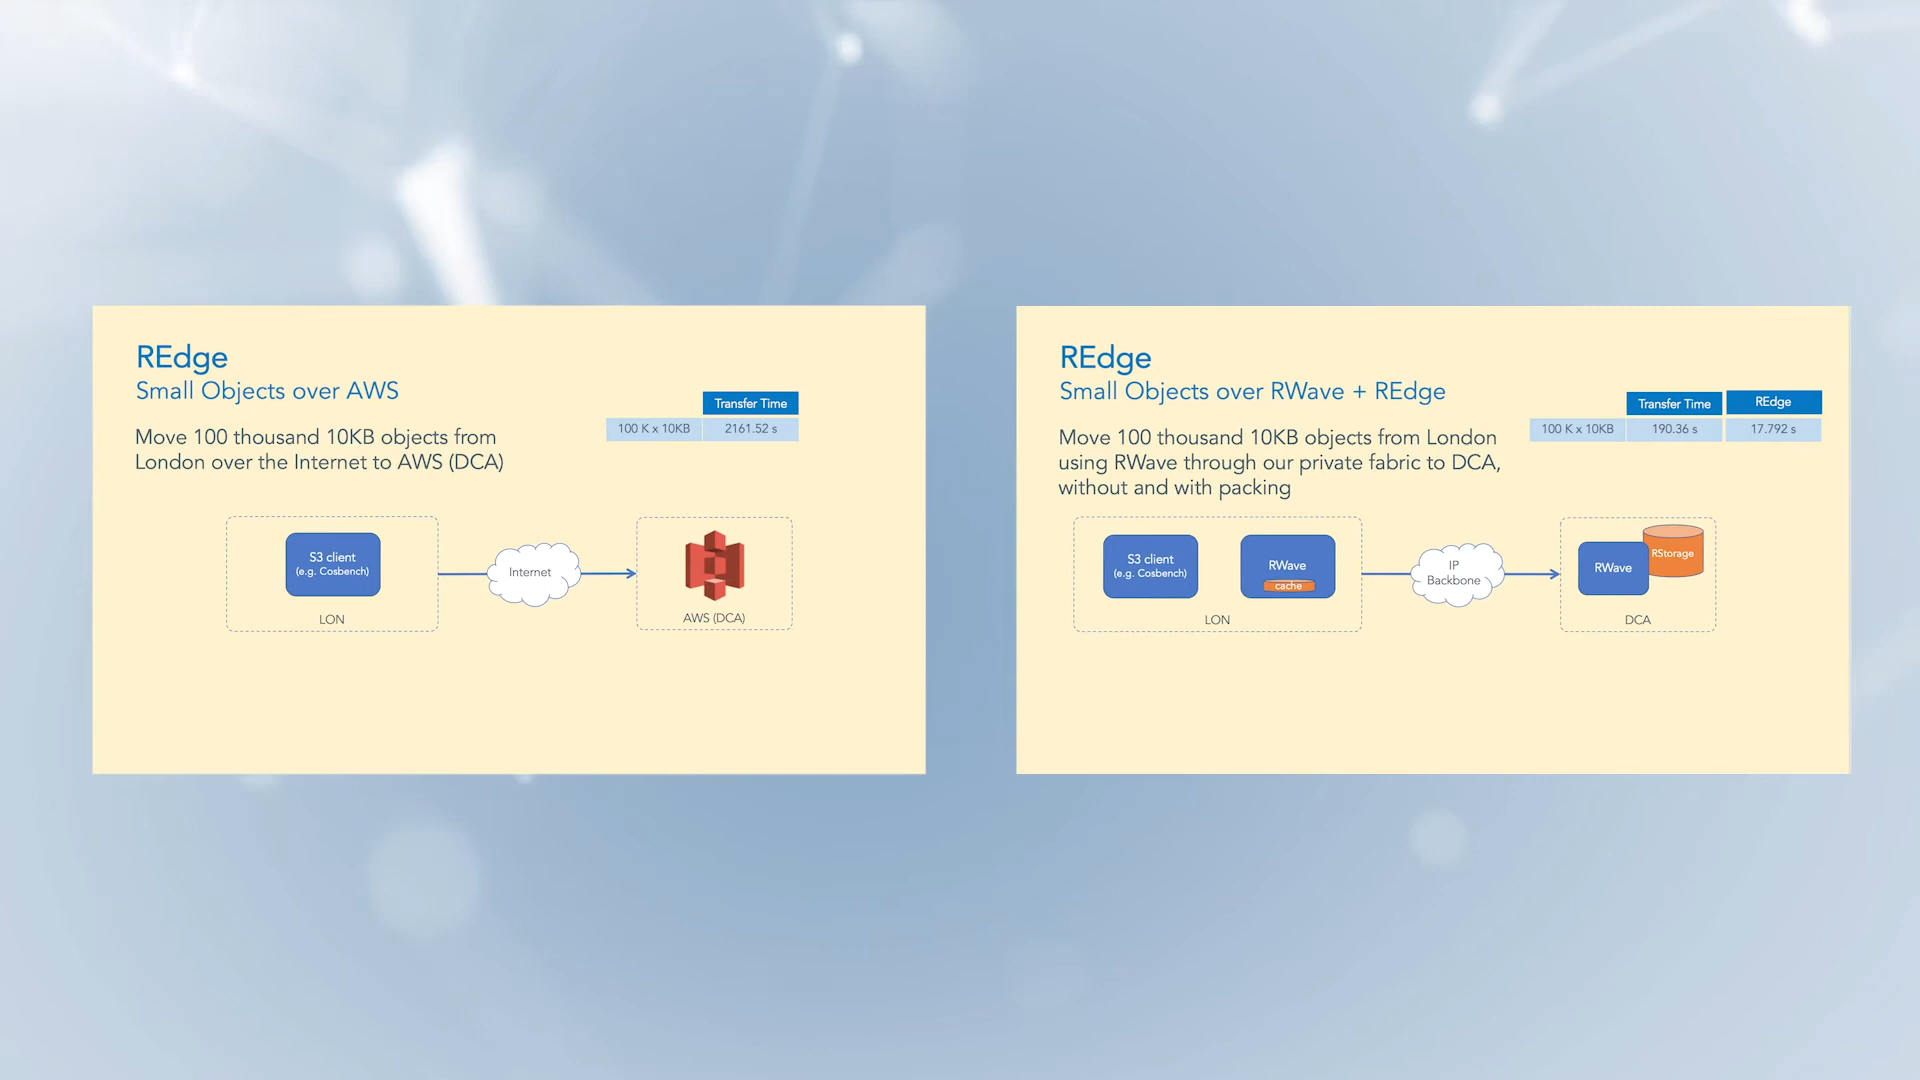 REdge
Small Objects over AWS
Transfer Time
100 K x 10KB 2161.52 s
Move 100 thousand 10KB objects from
London over the Internet to AWS (DCA)
S3 client
(e.g. Cosbench)
LON
Internet
AWS (DCA)
REdge
Small Objects over RWave + REdge
Transfer Time REdge
100 K x 10KB 190.36 s 17.792 s
Move 100 thousand 10KB objects from London
using RWave through our private fabric to DCA,
without and with packing
S3 client
(e.g. Cosbench)
RWave
cache
LON
IP
Backbone
RWave
RStorage
DCA